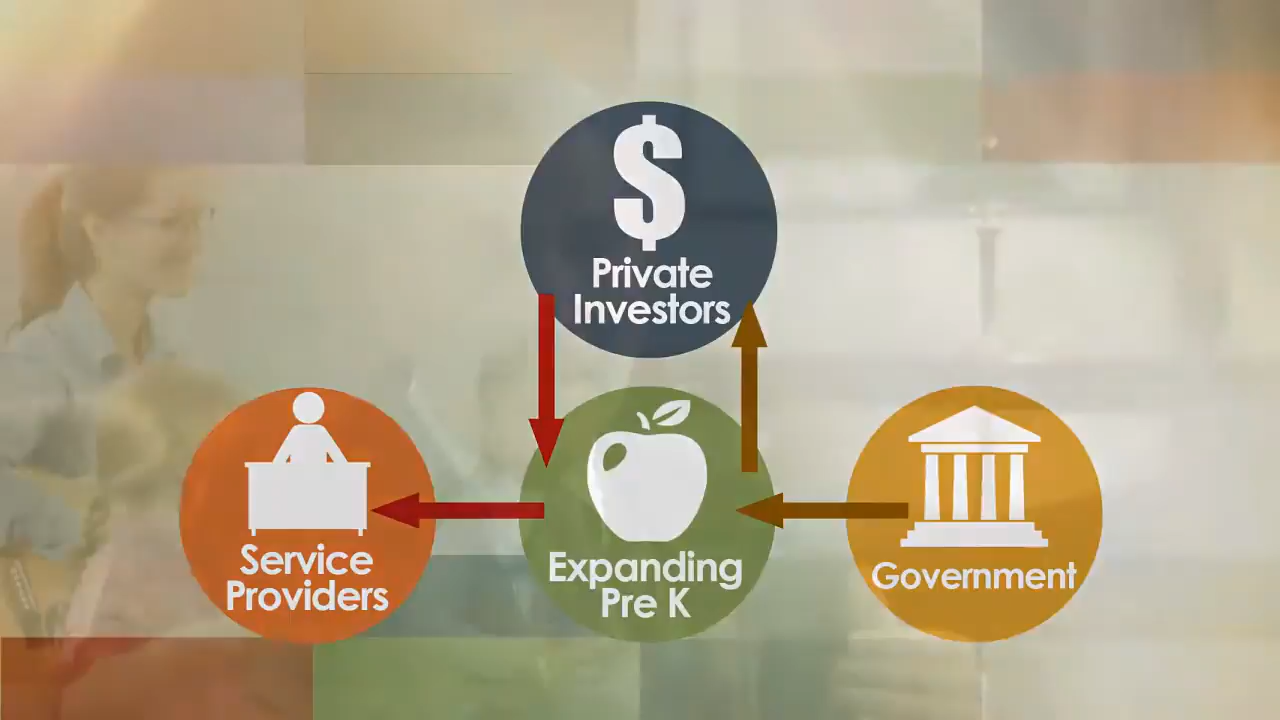 $
Private
Investors
Service
Providers
Expanding
Pre K
Government